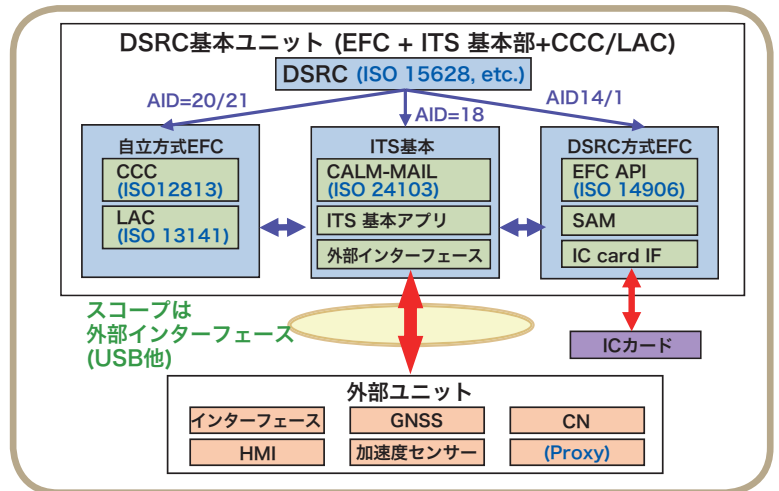 DSRC基本ユニット (EFC + ITS 基本部+CCC/LAC)
DSRC (ISO 15628, etc.)
AID=20/21
AID=18
AID14/1
自立方式EFC
CCC
(ISO12813)
LAC
(ISO 13141)
ITS基本
CALM-MAIL
(ISO 24103)
ITS 基本アプリ
外部インターフェース
DSRC方式EFC
EFC API
(ISO 14906)
SAM
IC card IF
スコープは
外部インターフェース
(USB他)
ICカード
外部ユニット
インターフェース
GNSS
CN
HMI
加速度センサー
(Proxy)